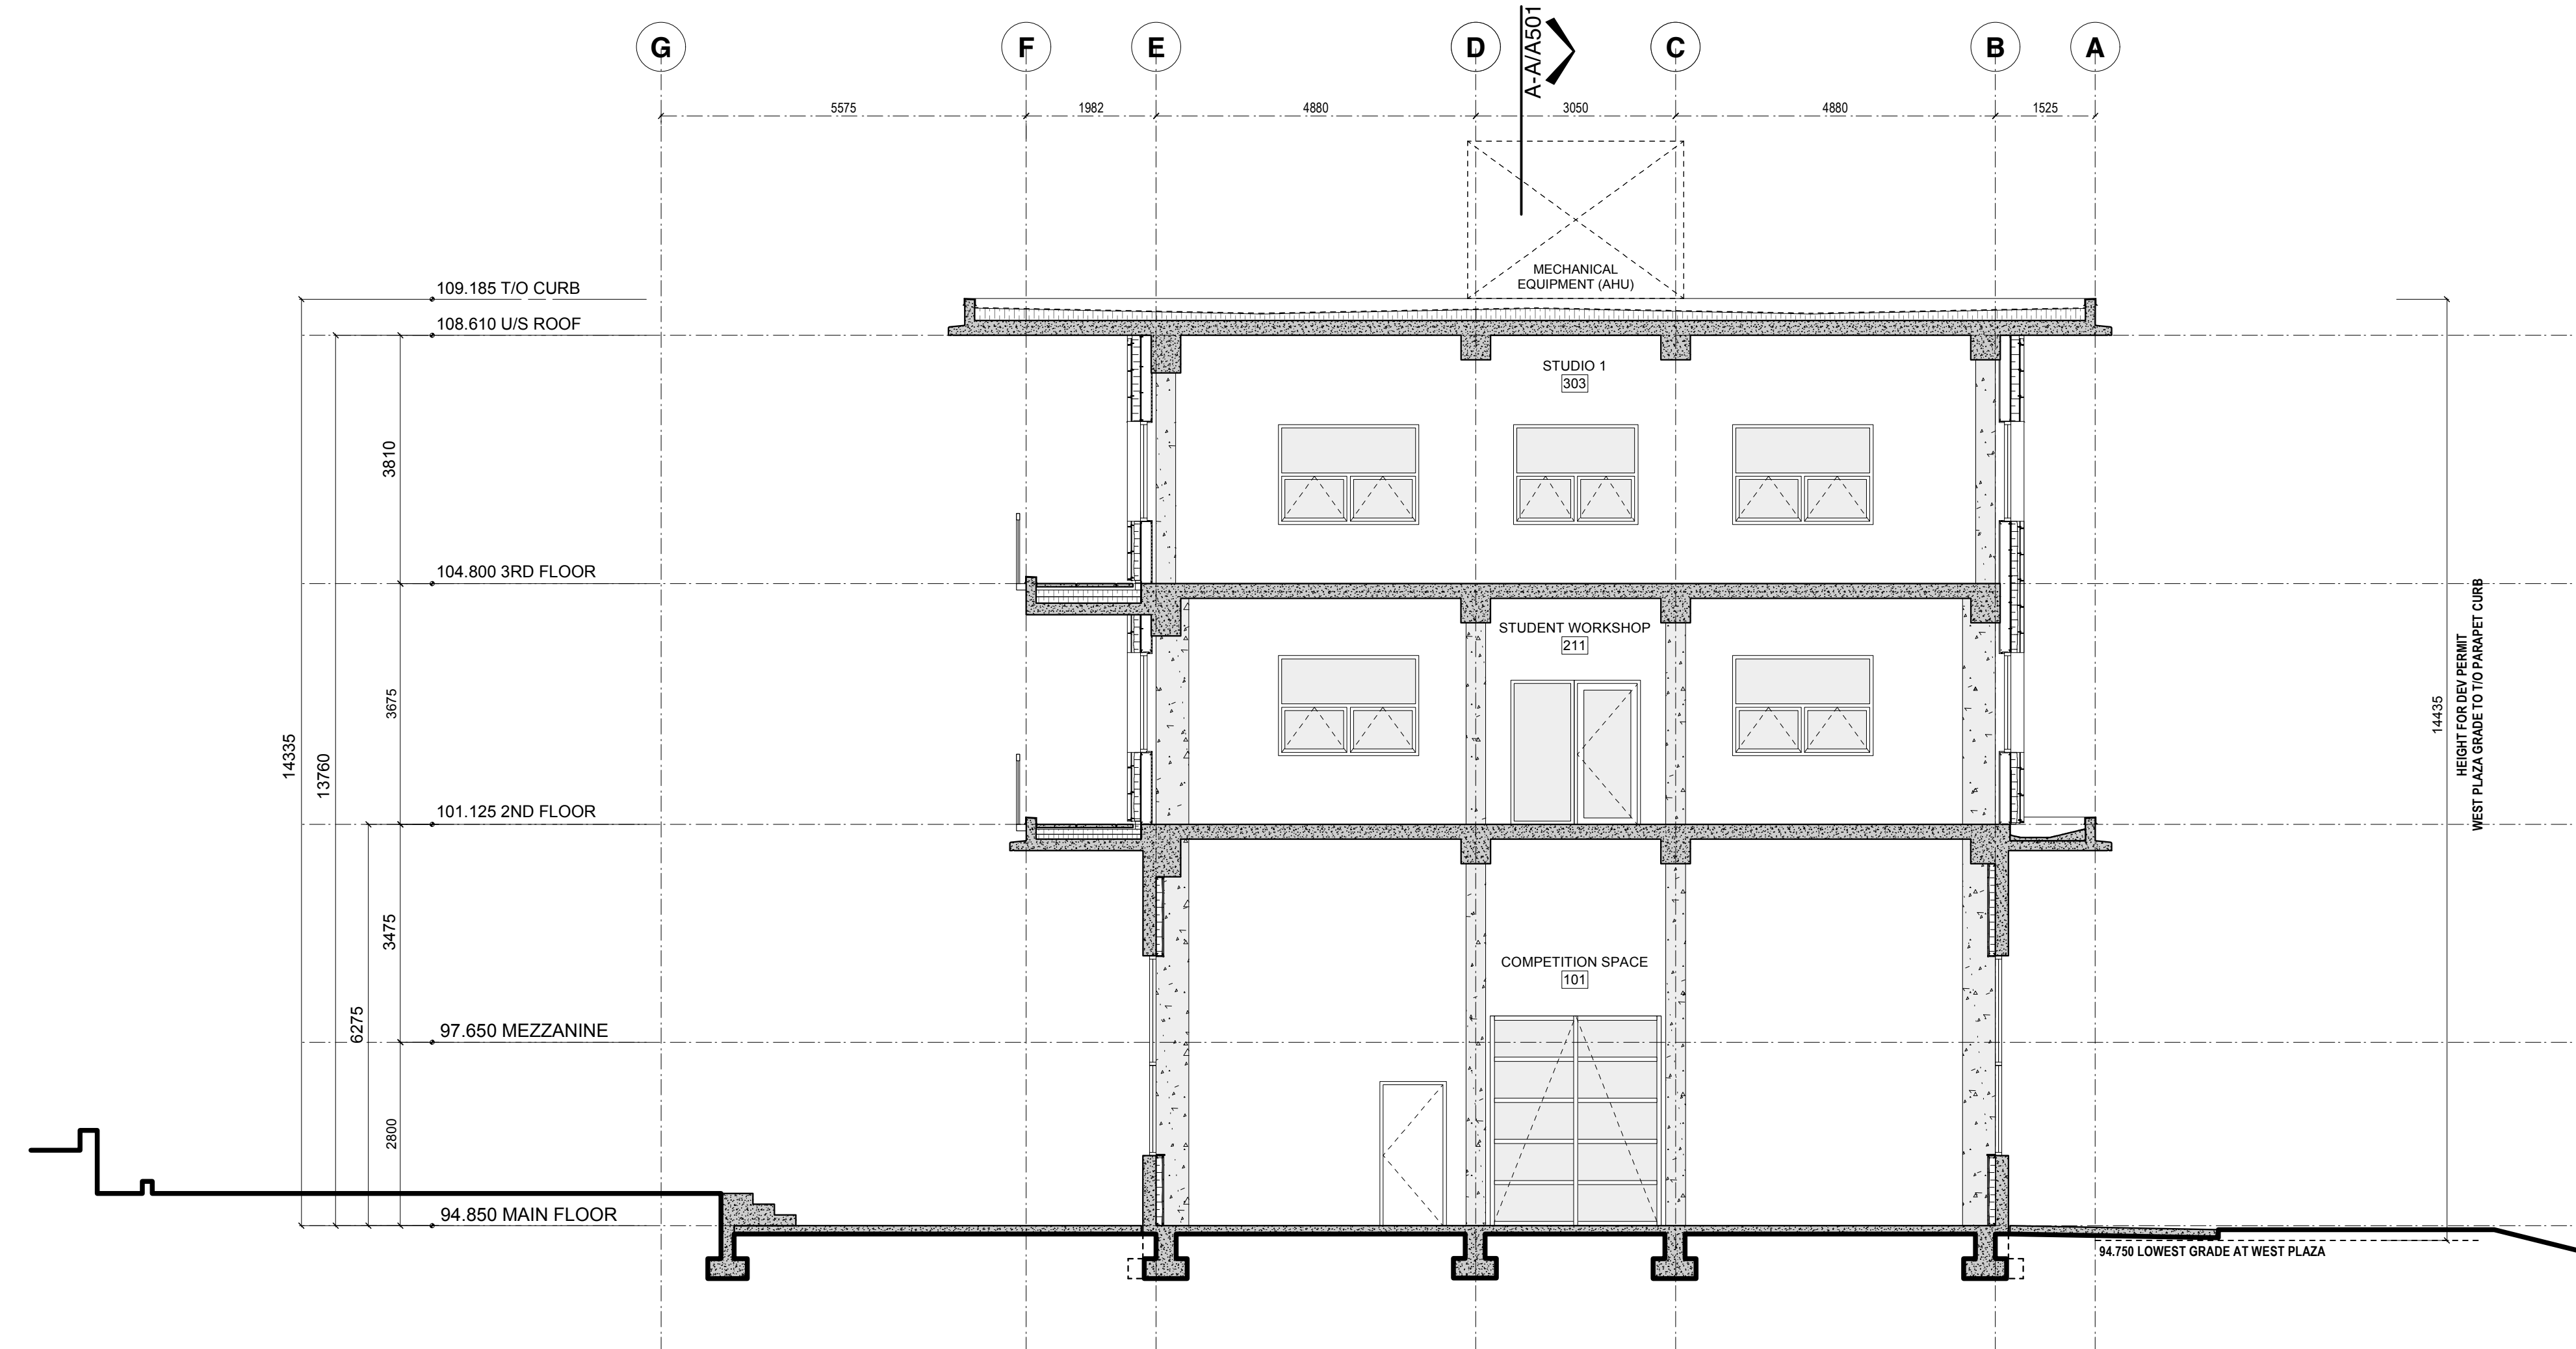 G F E D C B A
A-A/A501
5575 1982 4880 3050 4880 1525
MECHANICAL
EQUIPMENT (AHU)
109.185 T/O CURB
108.610 U/S ROOF
STUDIO 1
303
3810
104.800 3RD FLOOR
STUDENT WORKSHOP
211
3675
14335
13760
101.125 2ND FLOOR
3475
6275
COMPETITION SPACE
101
97.650 MEZZANINE
2800
94.850 MAIN FLOOR
14435
HEIGHT FOR DEV PERMIT
WEST PLAZA GRADE TO T/O PARAPET CURB
94.750 LOWEST GRADE AT WEST PLAZA